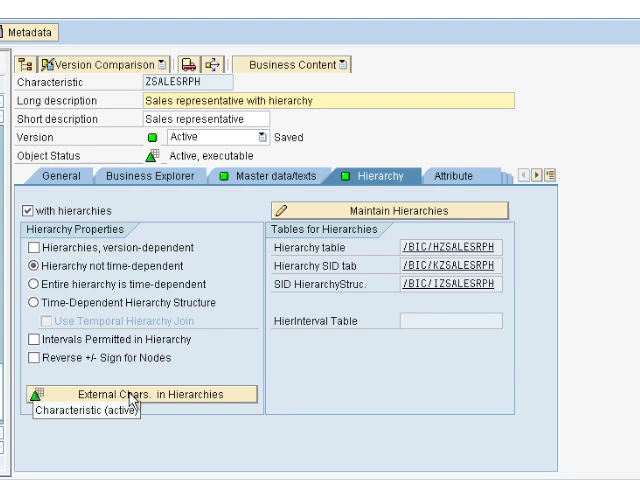 Metadata
Version Comparison Business Content
Characteristic ZSALESRPH
Long description Sales representative with hierarchy
Short description Sales representative
Version Active Saved
Object Status Active, executable
General Business Explorer Master data/texts Hierarchy Attribute
with hierarchies Maintain Hierarchies
Hierarchy Properties Tables for Hierarchies
Hierarchies, version-dependent Hierarchy table /BIC/HZSALESRPH
Hierarchy not time-dependent Hierarchy SID tab /BIC/KZSALESRPH
Entire hierarchy is time-dependent SID HierarchyStruc. /BIC/IZSALESRPH
Time-Dependent Hierarchy Structure
Use Temporal Hierarchy Join HierInterval Table
Intervals Permitted in Hierarchy
Reverse +/- Sign for Nodes
External Chars. in Hierarchies
Characteristic (active)